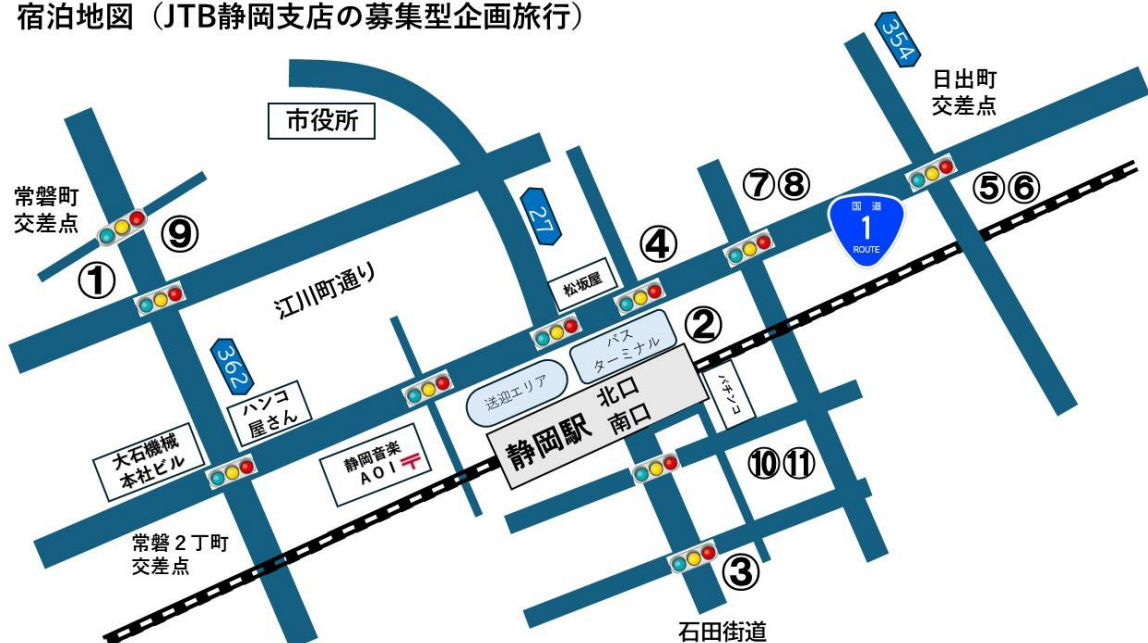 宿泊地図（JTB静岡支店の募集型企画旅行）
354
日出町
交差点
市役所
常磐町
交差点
⑨
①
⑦⑧
⑤⑥
国道
1
ROUTE
27
④
松坂屋
江川町通り
②
バス
ターミナル
送迎エリア
362
ハンコ
屋さん
北口
静岡駅
南口
パチンコ
大石機械
本社ビル
静岡音楽
AOI〒
⑩⑪
常磐２丁町
交差点
③
石田街道